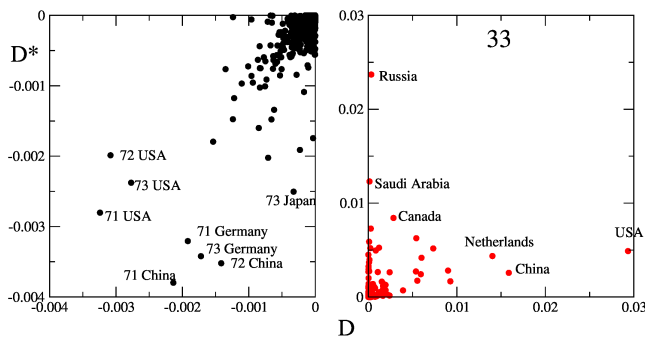 0
D*
-0.001
-0.002
-0.003
-0.004
72 USA
73 USA
71 USA
73 Japan
71 Germany
73 Germany
72 China
71 China
-0.004 -0.003 -0.002 -0.001 0
0.03
0.02
0.01
0
33
Russia
Saudi Arabia
Canada
USA
Netherlands
China
0 0.01 0.02 0.03
D